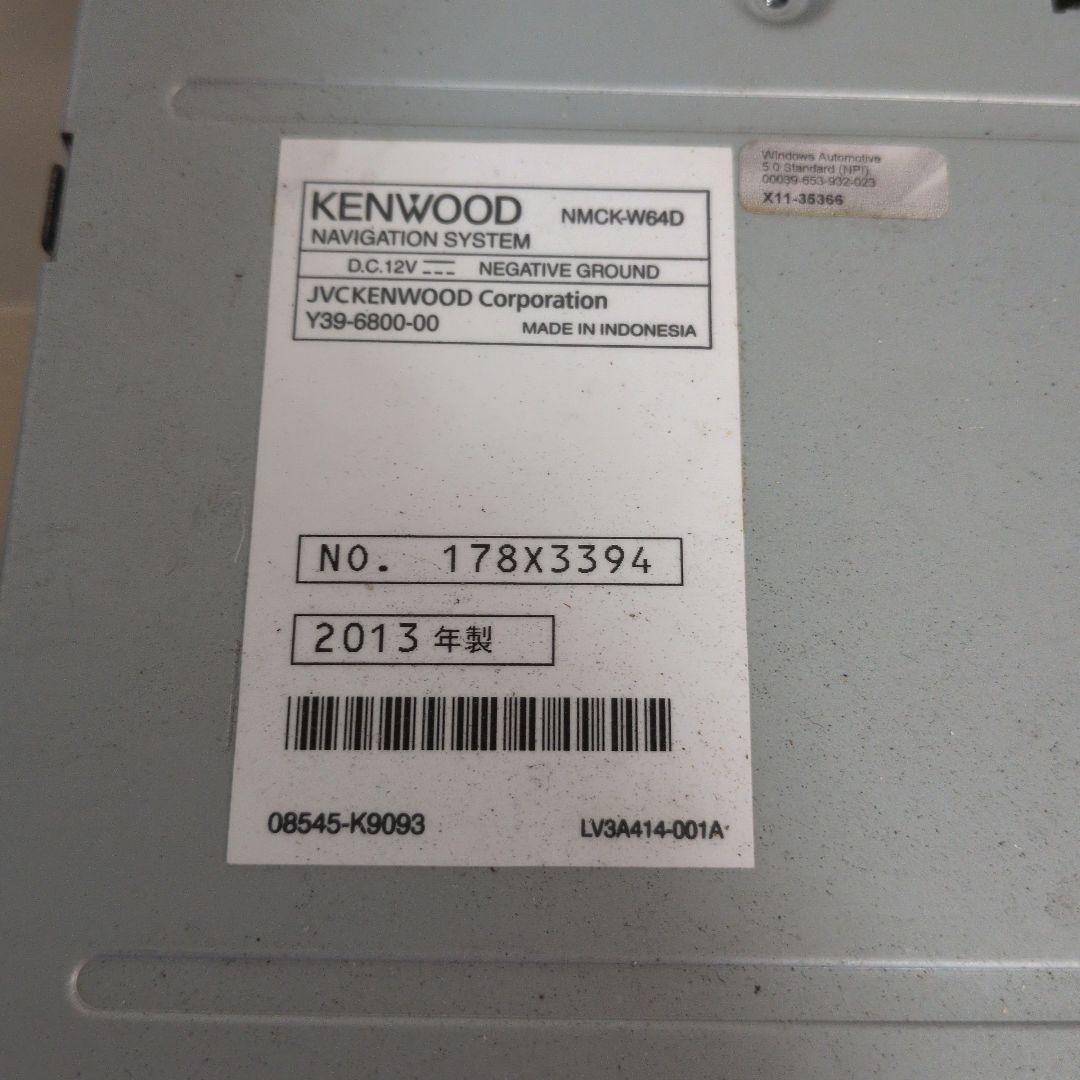 KENWOOD NMCK-W64D
NAVIGATION SYSTEM
D.C.12V NEGATIVE GROUND
JVCKENWOOD Corporation
Y39-6800-00 MADE IN INDONESIA
NO. 178X3394
2013 年製
08545-K9093 LV3A414-001A
Windows Automotive
5.0 Standard (NPI)
00039-653-932-023
X11-35366